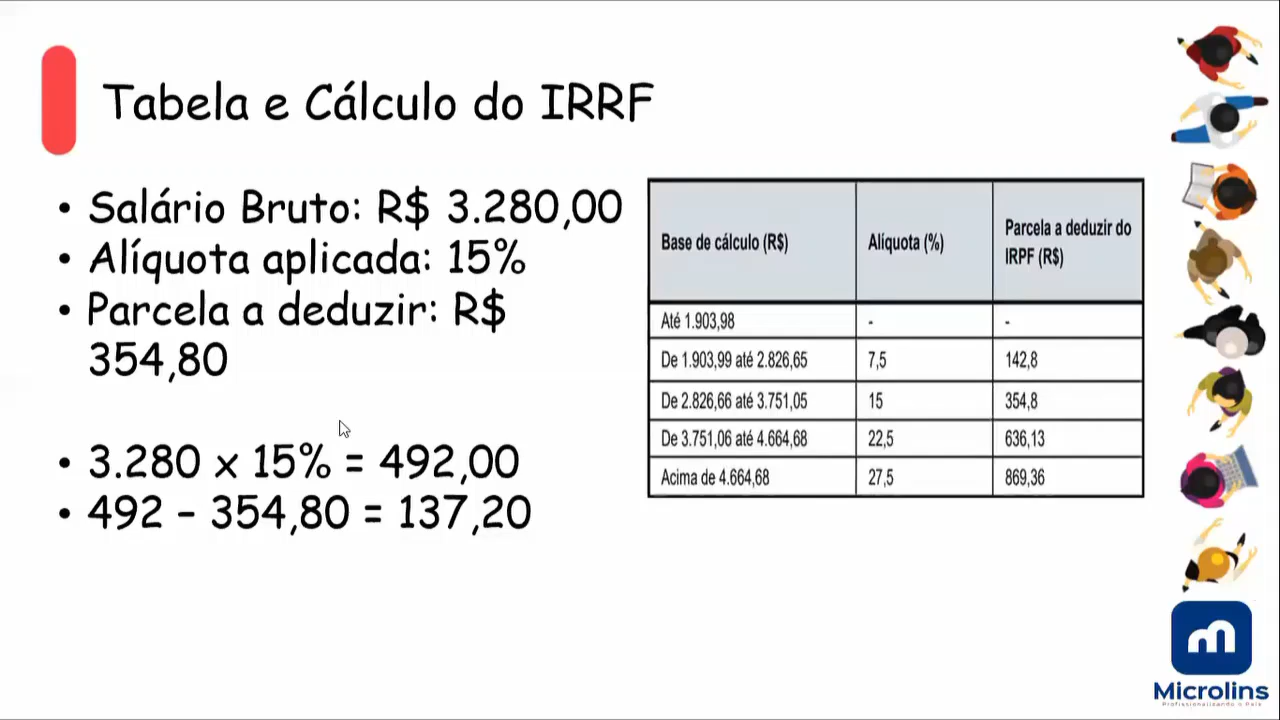 Tabela e Cálculo do IRRF
• Salário Bruto: R$ 3.280,00
• Alíquota aplicada: 15%
• Parcela a deduzir: R$
354,80
• 3.280 x 15% = 492,00
• 492 – 354,80 = 137,20
Base de cálculo (R$) Alíquota (%) Parcela a deduzir do
IRPF (R$)
Até 1.903,98 - -
De 1.903,99 até 2.826,65 7,5 142,8
De 2.826,66 até 3.751,05 15 354,8
De 3.751,06 até 4.664,68 22,5 636,13
Acima de 4.664,68 27,5 869,36
Microlins
Profissionalizando o País